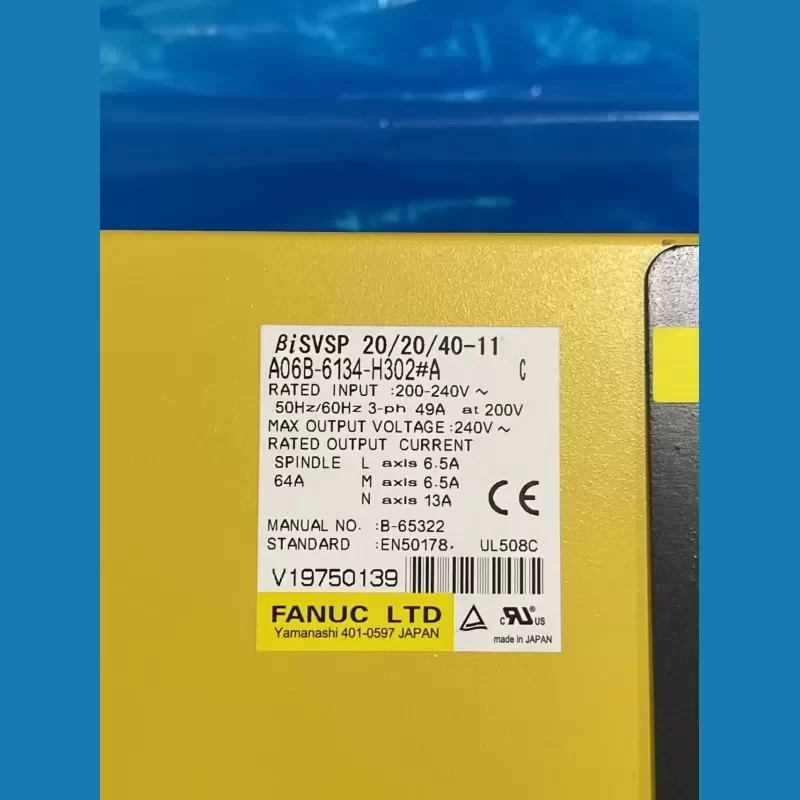 βiSVSP 20/20/40-11
A06B-6134-H302#A C
RATED INPUT :200-240V~
50Hz/60Hz 3-ph 49A at 200V
MAX OUTPUT VOLTAGE:240V~
RATED OUTPUT CURRENT
SPINDLE L axis 6.5A
64A M axis 6.5A
N axis 13A
CE
MANUAL NO. :B-65322
STANDARD :EN50178, UL508C
V19750139
FANUC LTD
Yamanashi 401-0597 JAPAN
c RU® US
made in JAPAN